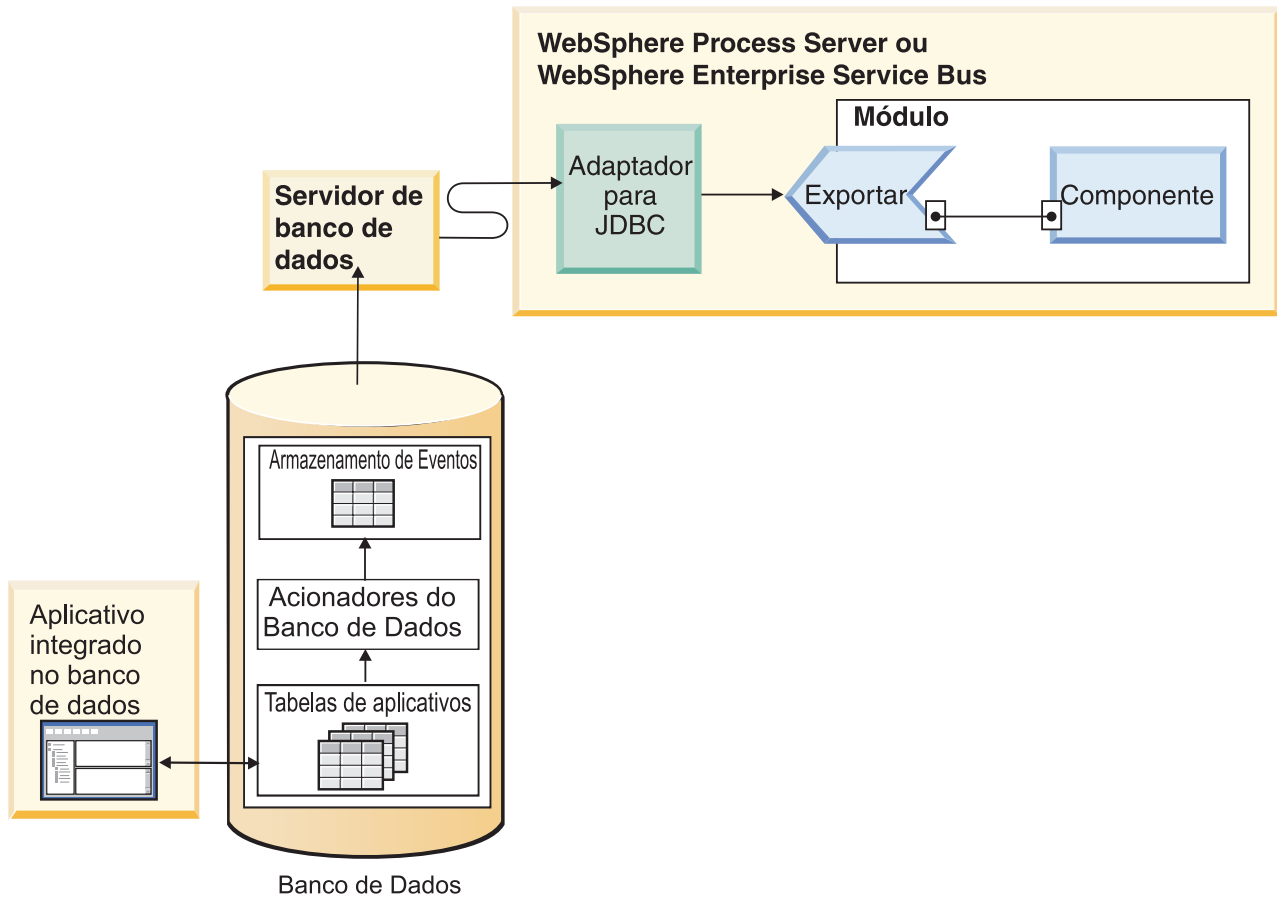 WebSphere Process Server ou
WebSphere Enterprise Service Bus
Módulo
Adaptador
para
JDBC
Exportar
Componente
Servidor de
banco de
dados
Armazenamento de Eventos
Acionadores do
Banco de Dados
Tabelas de aplicativos
Aplicativo
integrado
no banco
de dados
Banco de Dados